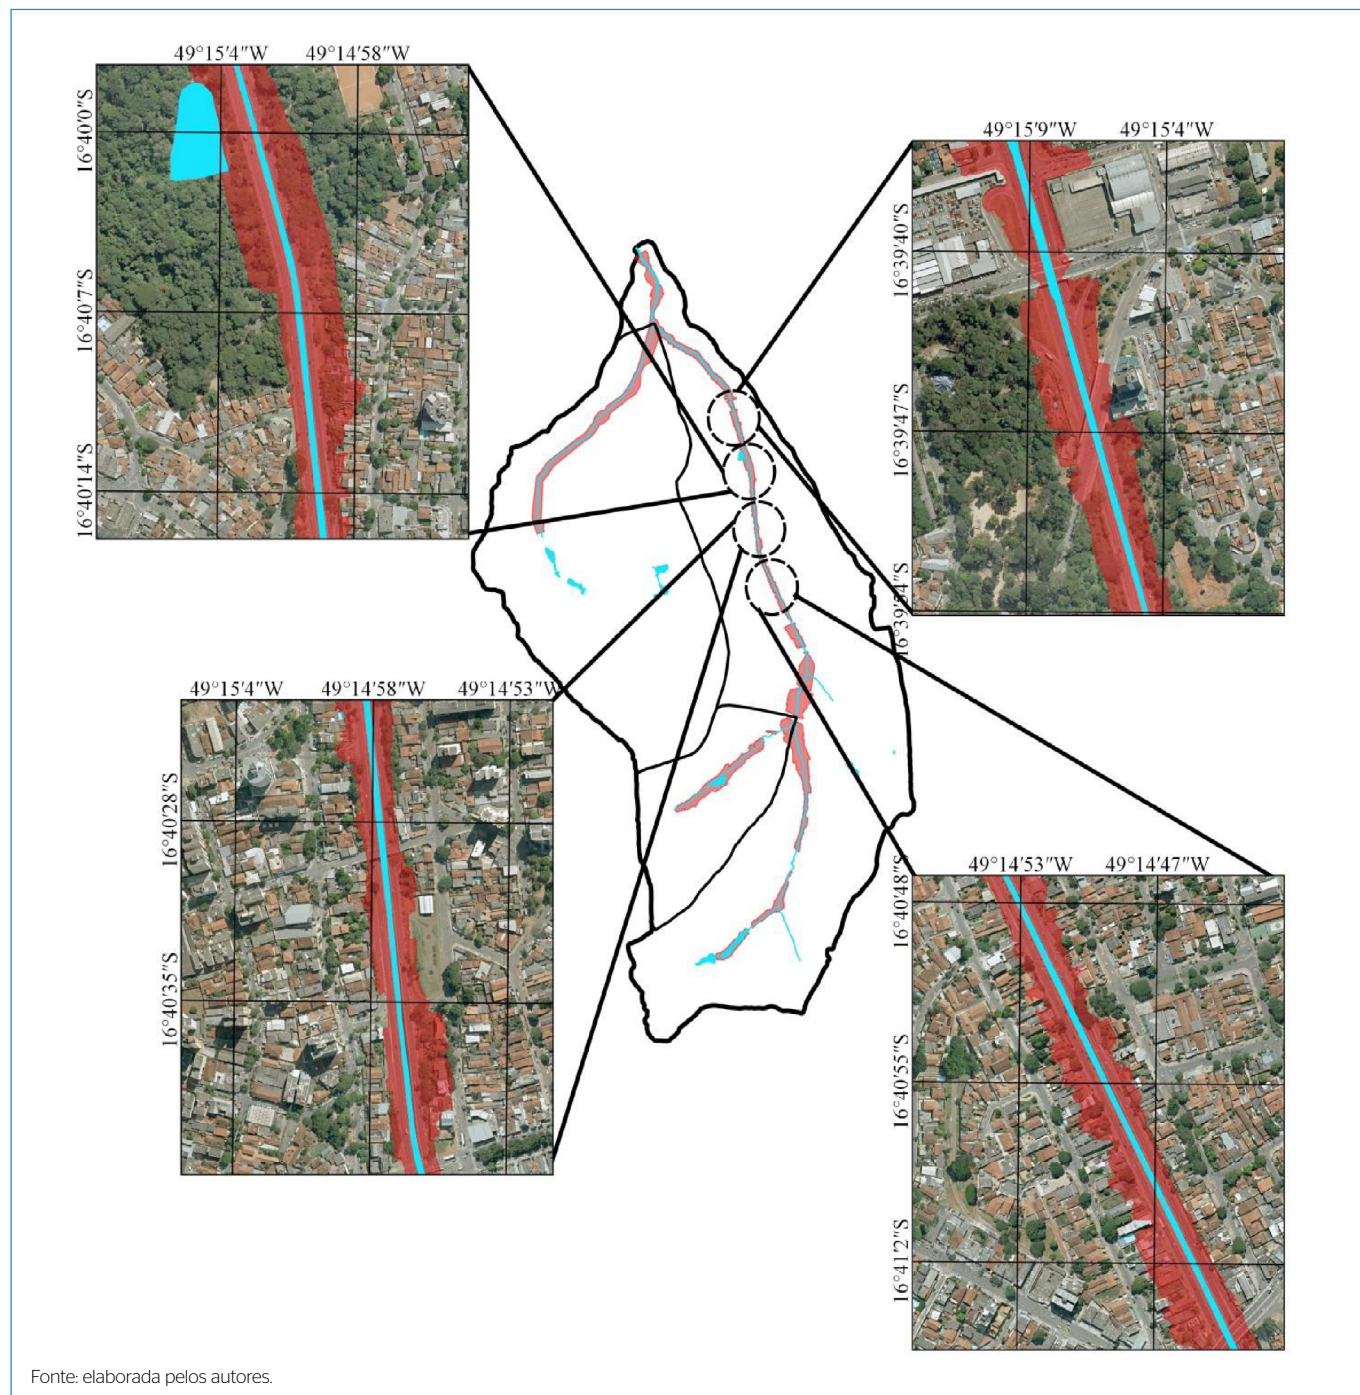 49°15'4"W 49°14'58"W
16°40'0"S
16°40'7"S
16°40'14"S
49°15'9"W 49°15'4"W
16°39'40"S
16°39'47"S
16°39'54"S
49°15'4"W 49°14'58"W 49°14'53"W
16°40'28"S
16°40'35"S
49°14'53"W 49°14'47"W
16°40'48"S
16°40'55"S
16°41'2"S
Fonte: elaborada pelos autores.